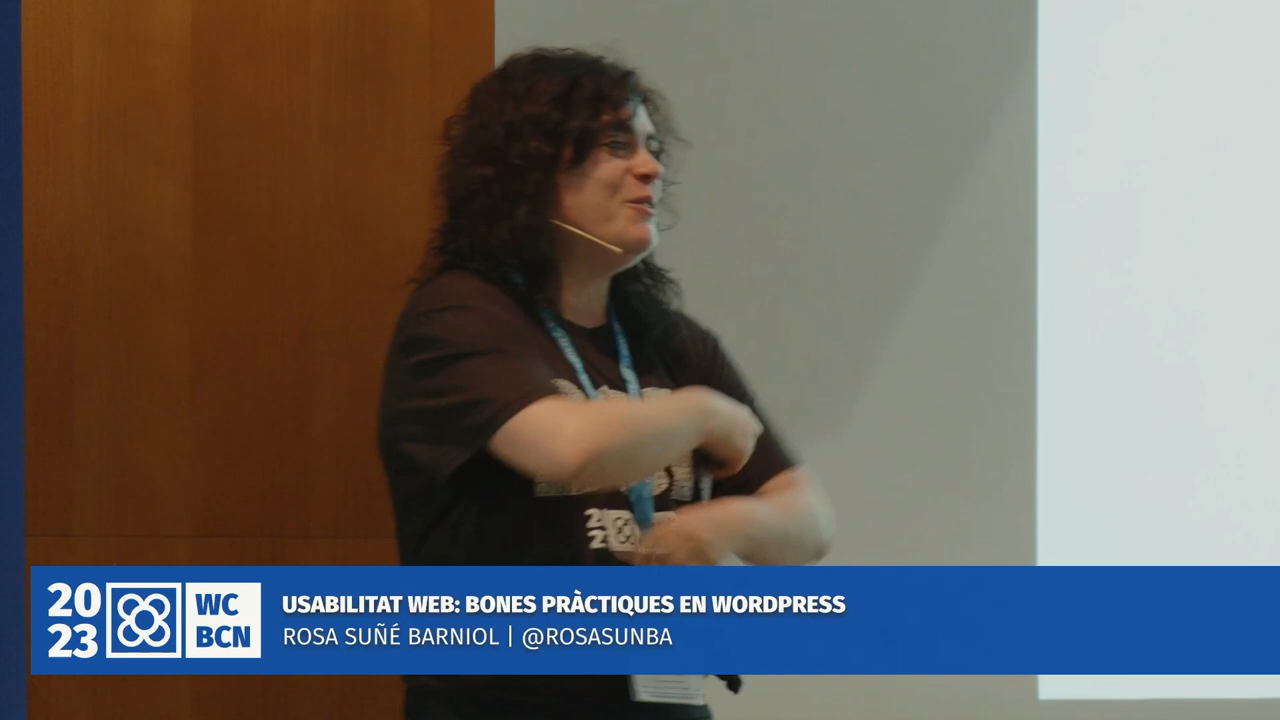 20
23
WC
BCN
USABILITAT WEB: BONES PRÀCTIQUES EN WORDPRESS
ROSA SUÑÉ BARNIOL | @ROSASUNBA